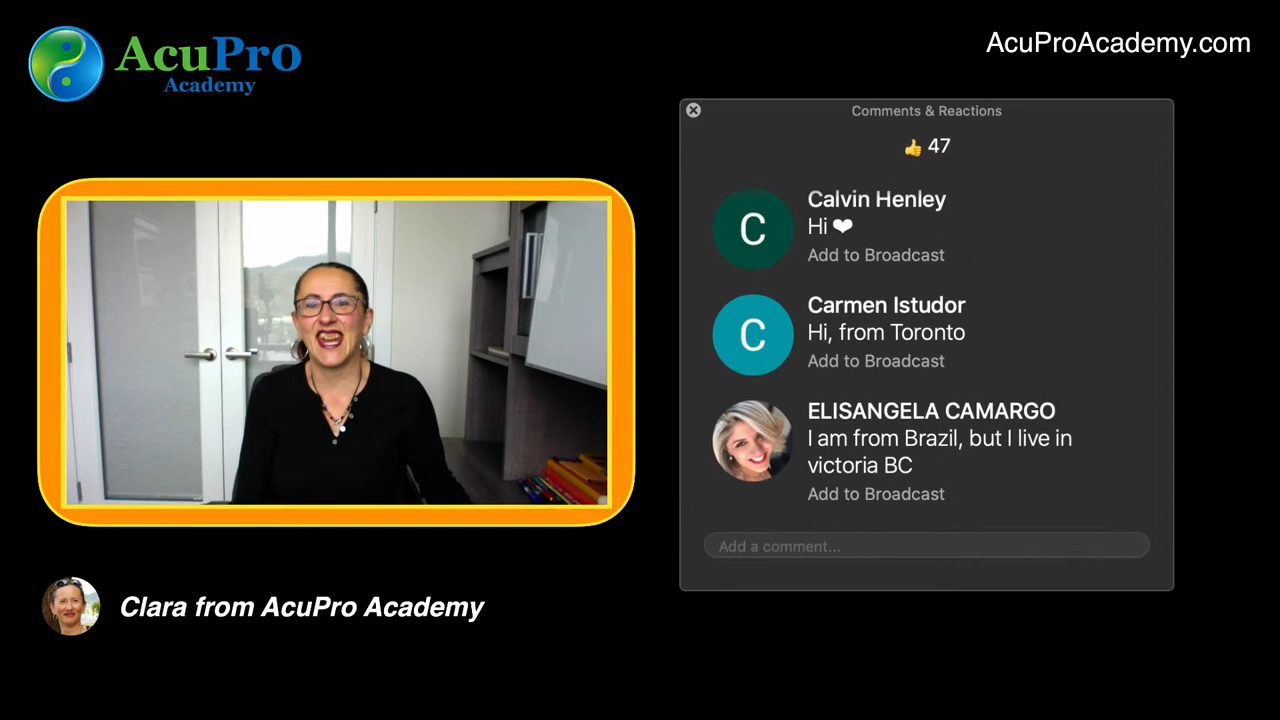 AcuPro
Academy
AcuProAcademy.com
Comments & Reactions
👍 47
C
Calvin Henley
Hi ❤
Add to Broadcast
C
Carmen Istudor
Hi, from Toronto
Add to Broadcast
ELISANGELA CAMARGO
I am from Brazil, but I live in
victoria BC
Add to Broadcast
Add a comment...
Clara from AcuPro Academy